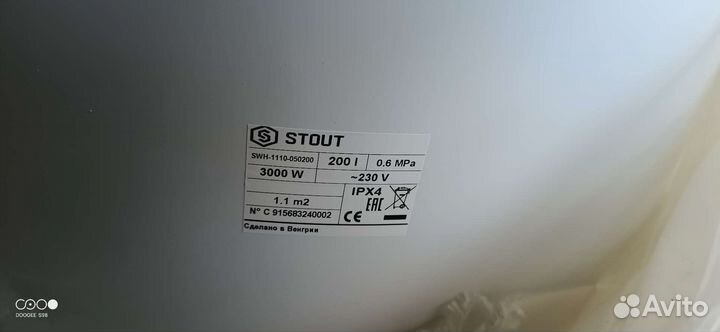 STOUT
SWH-1110-050200 200 l 0.6 MPa
3000 W ~230 V
1.1 m2 IPX4
N° C 915683240002 CE EAC
Сделано в Венгрии
DOOGEE S98
Avito